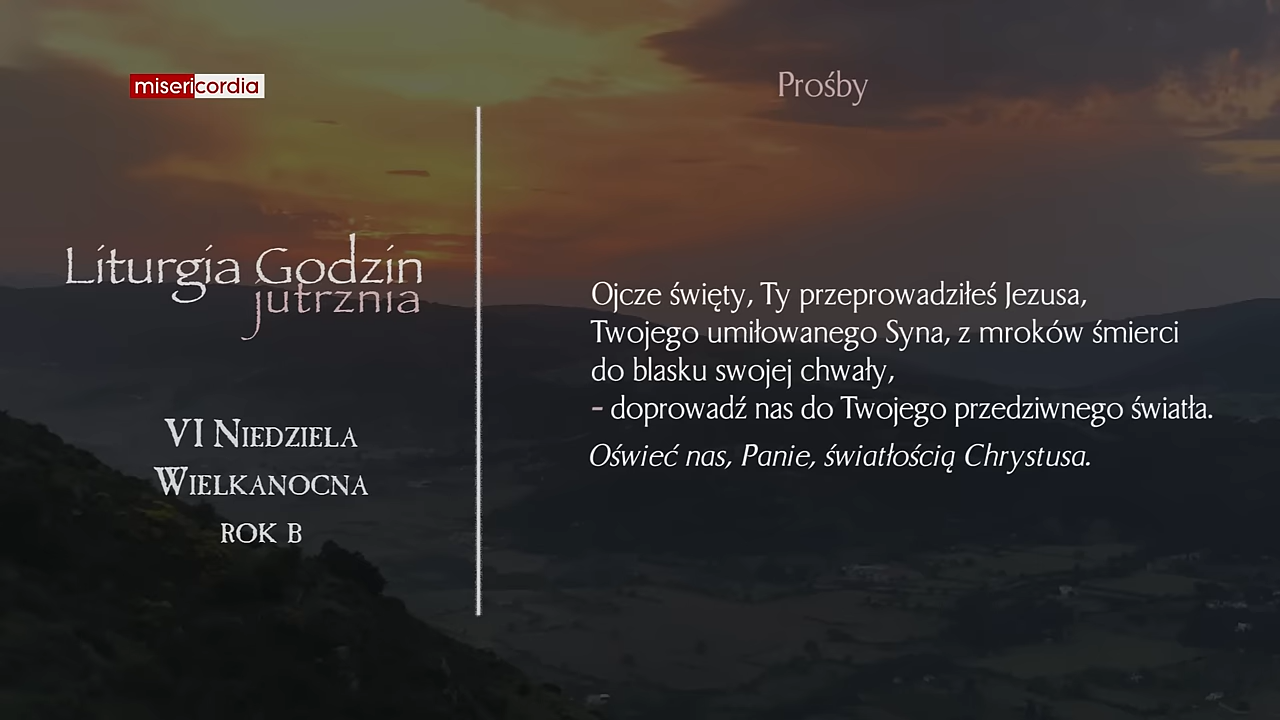 misericordia
Liturgia Godzin
jutrznia
VI Niedziela
Wielkanocna
rok B
Prośby
Ojcze święty, Ty przeprowadziłeś Jezusa,
Twojego umiłowanego Syna, z mroków śmierci
do blasku swojej chwały,
- doprowadź nas do Twojego przedziwnego światła.
Oświeć nas, Panie, światłością Chrystusa.